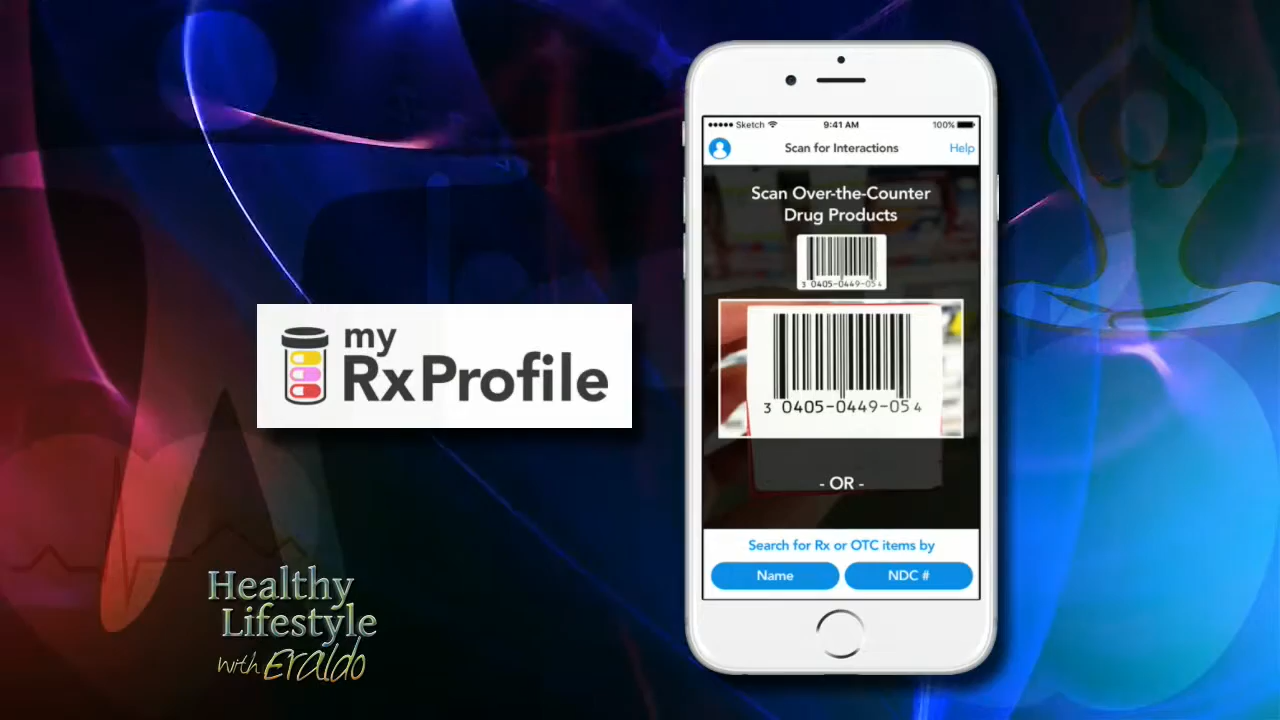 my
RxProfile
Healthy
Lifestyle
with Eraldo
Sketch
9:41 AM
100%
Scan for Interactions
Help
Scan Over-the-Counter
Drug Products
3 0405-0449-05 4
3 0405-0449-05 4
- OR -
Search for Rx or OTC items by
Name
NDC #